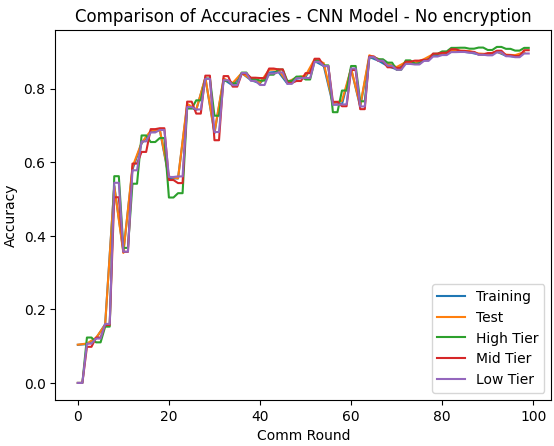 Comparison of Accuracies - CNN Model - No encryption
Accuracy
0.8
0.6
0.4
0.2
0.0
0
20
40
60
80
100
Comm Round
Training
Test
High Tier
Mid Tier
Low Tier